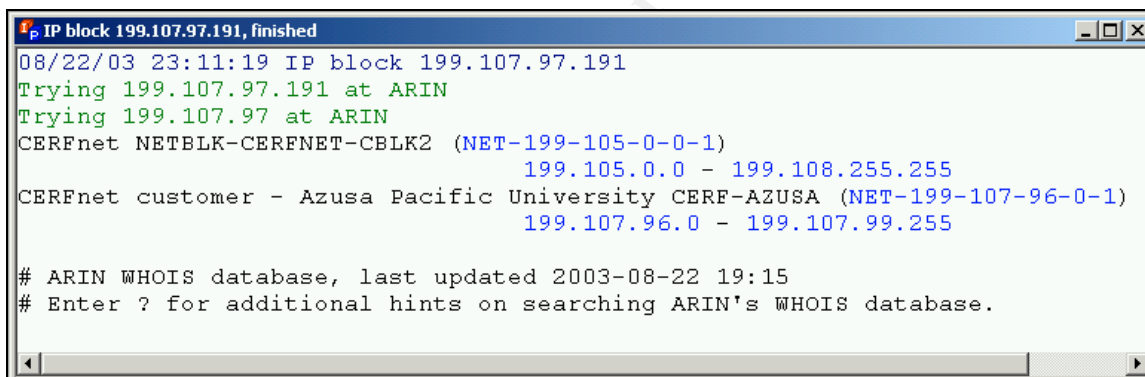 IP block 199.107.97.191, finished
08/22/03 23:11:19 IP block 199.107.97.191
Trying 199.107.97.191 at ARIN
Trying 199.107.97 at ARIN
CERFnet NETBLK-CERFNET-CBLK2 (NET-199-105-0-0-1)
199.105.0.0 - 199.108.255.255
CERFnet customer - Azusa Pacific University CERF-AZUSA (NET-199-107-96-0-1)
199.107.96.0 - 199.107.99.255
# ARIN WHOIS database, last updated 2003-08-22 19:15
# Enter ? for additional hints on searching ARIN's WHOIS database.